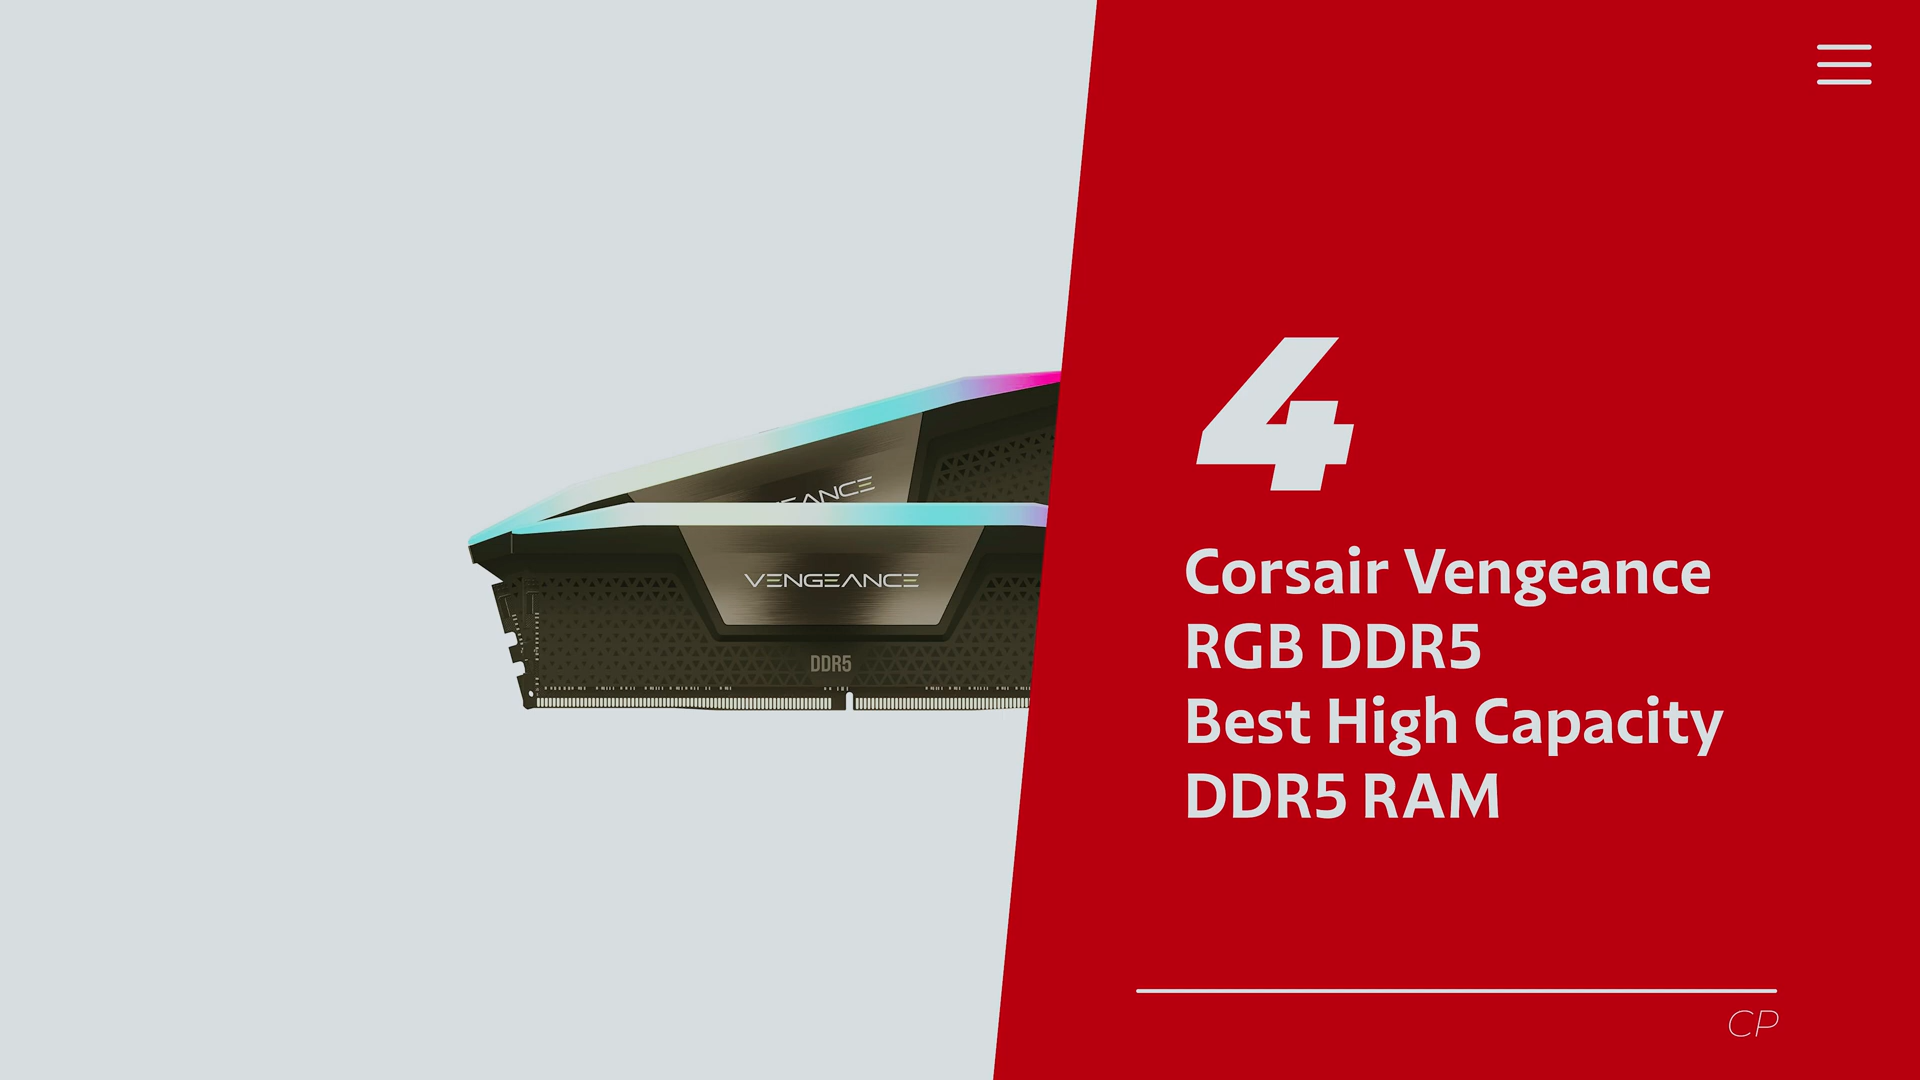 4
Corsair Vengeance
RGB DDR5
Best High Capacity
DDR5 RAM
VENGEANCE
DDR5
CP